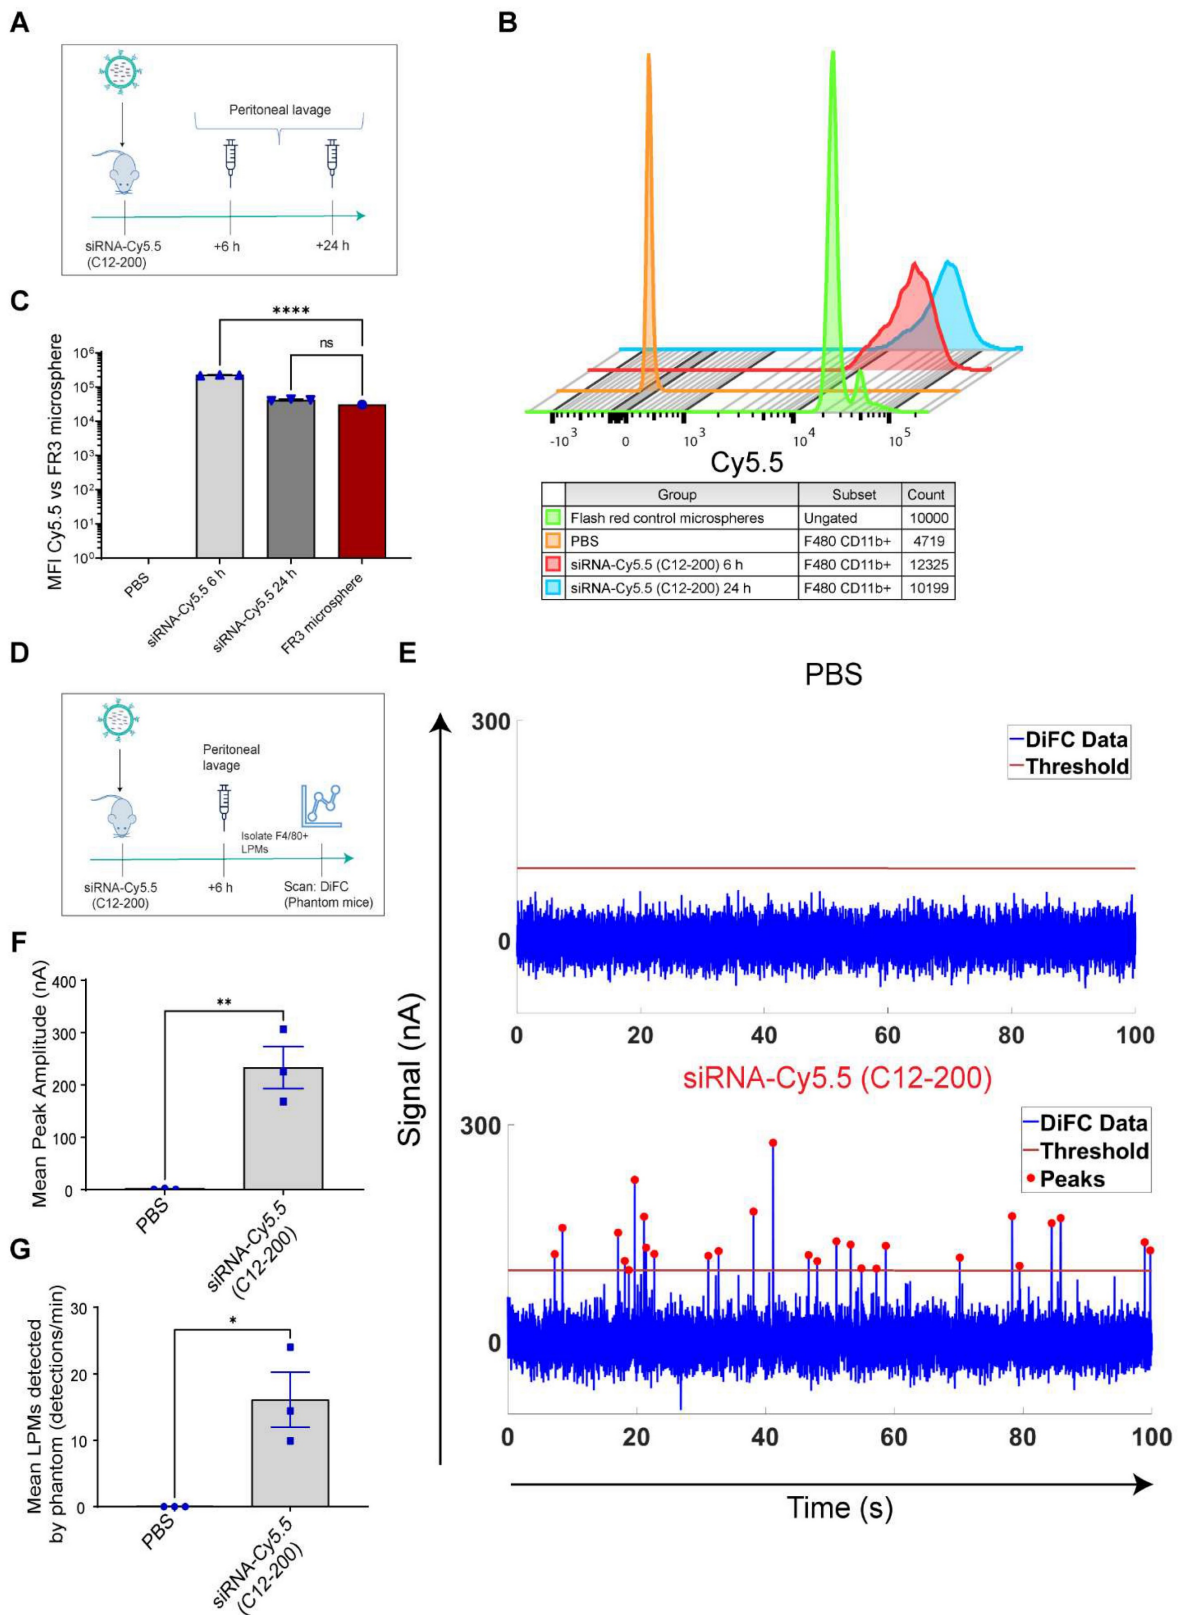 A
Peritoneal lavage
siRNA-Cy5.5
(C12-200)
+6 h
+24 h
B
-10³ 0 10³ 10⁴ 10⁵
Cy5.5
Group Subset Count
Flash red control microspheres Ungated 10000
PBS F480 CD11b+ 4719
siRNA-Cy5.5 (C12-200) 6 h F480 CD11b+ 12325
siRNA-Cy5.5 (C12-200) 24 h F480 CD11b+ 10199
C
****
ns
MFI Cy5.5 vs FR3 microsphere
10⁶
10⁵
10⁴
10³
10²
10¹
10⁰
PBS
siRNA-Cy5.5 6 h
siRNA-Cy5.5 24 h
FR3 microsphere
D
Peritoneal
lavage
Isolate F4/80+
LPMs
siRNA-Cy5.5
(C12-200)
+6 h
Scan: DiFC
(Phantom mice)
E
PBS
Signal (nA)
300
0
DiFC Data
Threshold
0 20 40 60 80 100
siRNA-Cy5.5 (C12-200)
300
0
DiFC Data
Threshold
Peaks
0 20 40 60 80 100
Time (s)
F
**
Mean Peak Amplitude (nA)
400
300
200
100
0
PBS
siRNA-Cy5.5
(C12-200)
G
*
Mean LPMs detected
by phantom (detections/min)
30
20
10
0
PBS
siRNA-Cy5.5
(C12-200)